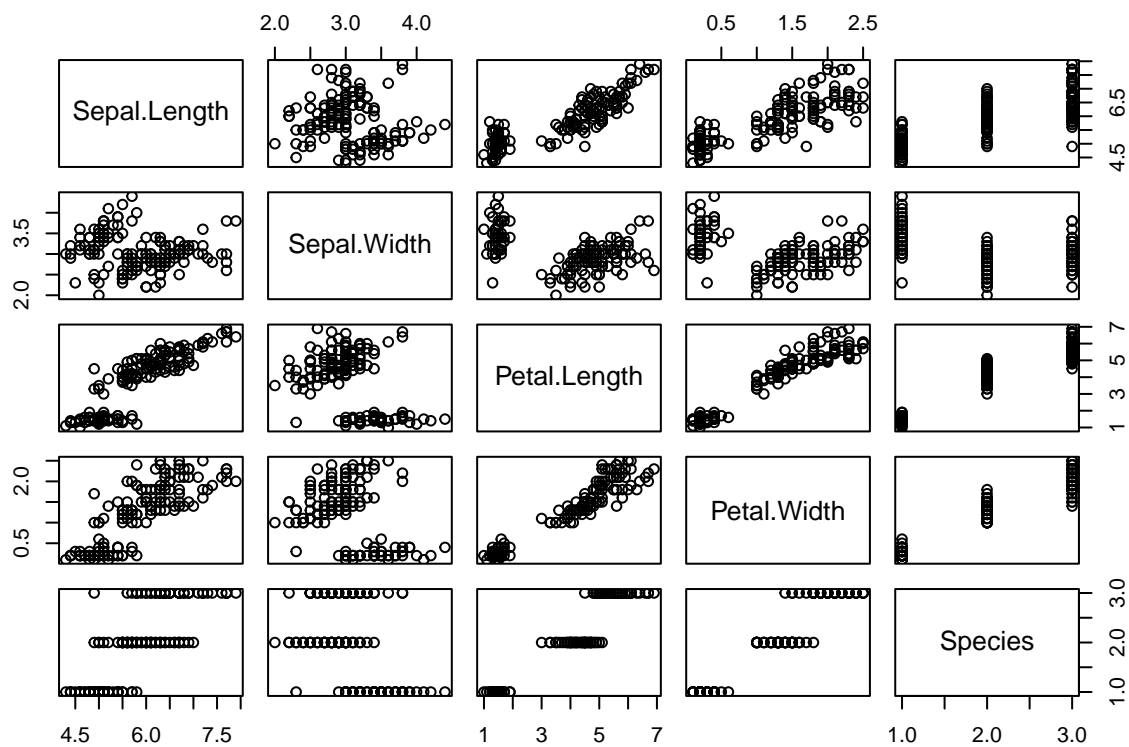 2.0 3.0 4.0
0.5 1.5 2.5
Sepal.Length
4.5 6.5
2.0 3.5
Sepal.Width
Petal.Length
1 3 5 7
0.5 2.0
Petal.Width
Species
1.0 2.0 3.0
4.5 6.0 7.5
1 3 5 7
1.0 2.0 3.0